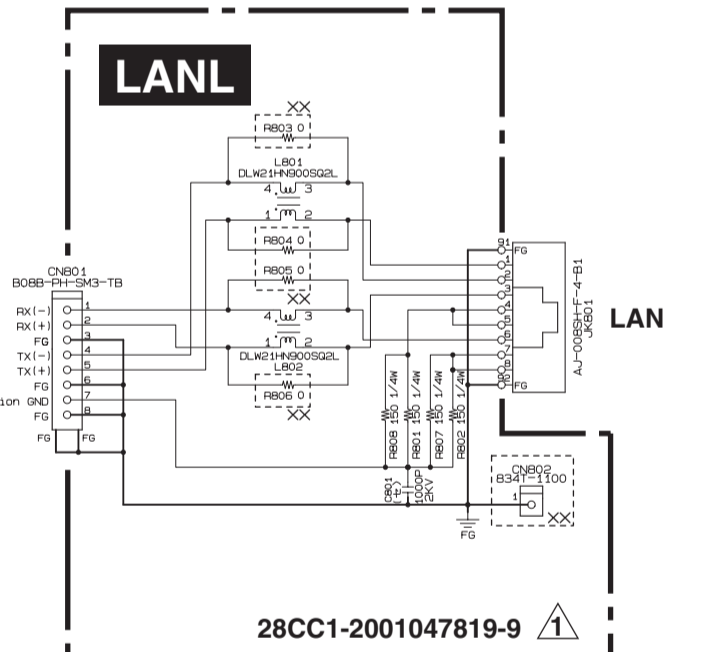 LANL
XX
R803 0
L801
DLW21HN900SQ2L
4 3
1 2
R804 0
R805 0
XX
4 3
1 2
DLW21HN900SQ2L
L802
R806 0
XX
CN801
B08B-PH-SM3-TB
RX(-) 1
RX(+) 2
FG 3
TX(-) 4
TX(+) 5
FG 6
ion GND 7
FG 8
FG FG
FG
1
2
3
4
5
6
7
8
FG
AJ-008SH-F-4-B1
JK801
LAN
R808 150 1/4W
R801 150 1/4W
R807 150 1/4W
R802 150 1/4W
C801
(セ)
1000P
2KV
FG
CN802
B34T-1100
1
XX
28CC1-2001047819-9 1